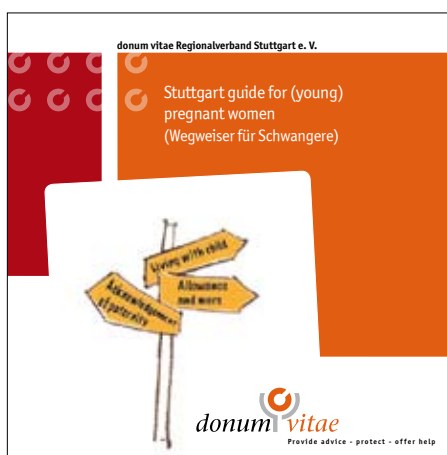 donum vitae Regionalverband Stuttgart e. V.
Stuttgart guide for (young)
pregnant women
(Wegweiser für Schwangere)
Living with child
Allowance
and more
Acknowledgement
of paternity
donum vitae
Provide advice - protect - offer help